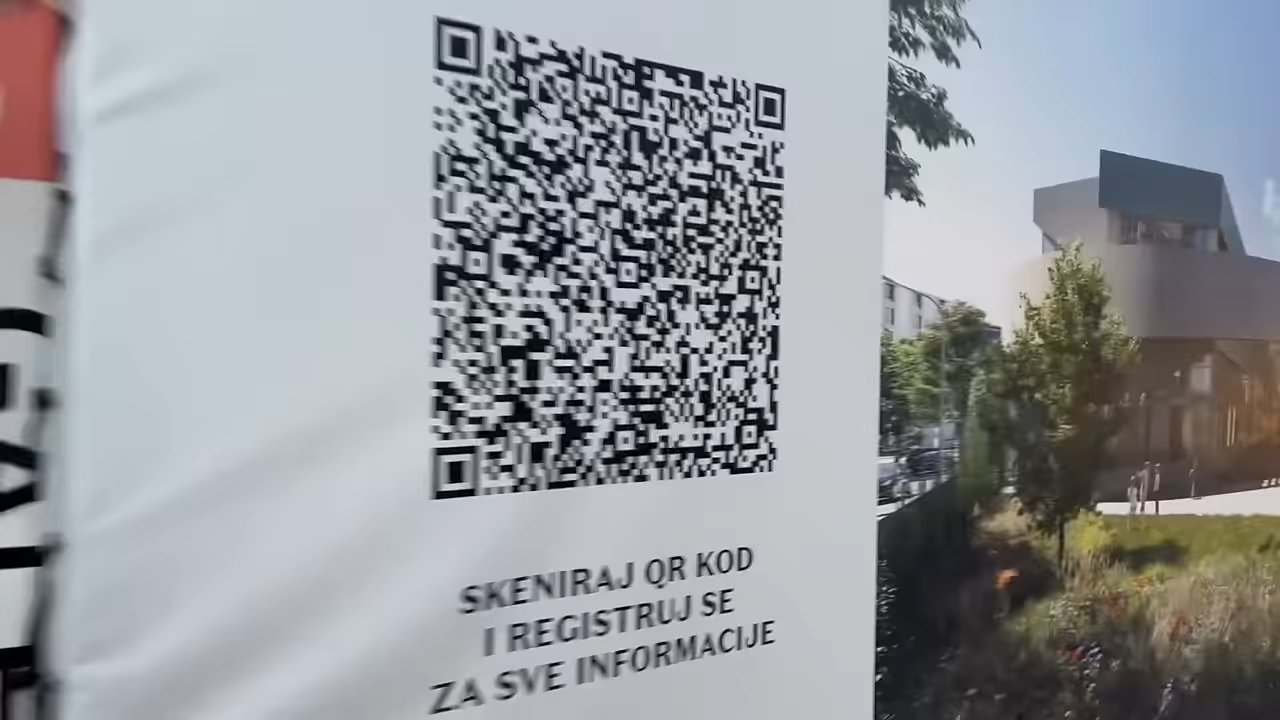 SKENIRAJ QR KOD
I REGISTRUJ SE
ZA SVE INFORMACIJE